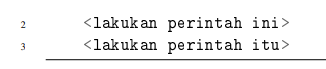 2 <lakukan perintah ini>
3 <lakukan perintah itu>